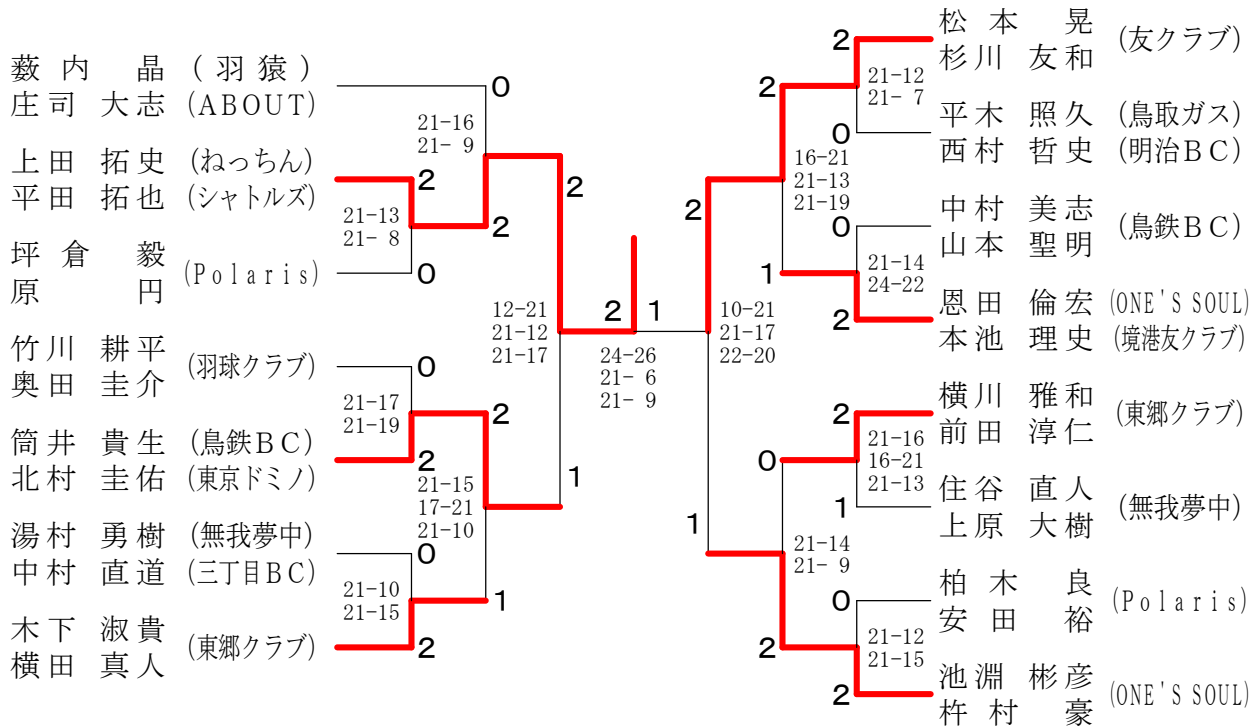 藪内 晶 (羽猿)
庄司 大志 (ABOUT)
0
21-16
21- 9
上田 拓史 (ねっちん)
平田 拓也 (シャトルズ)
2
21-13
21- 8
2
坪倉 毅
原 円
(Polaris)
0
2
12-21
21-12
21-17
竹川 耕平
奥田 圭介
(羽球クラブ)
0
21-17
21-19
2
筒井 貴生 (鳥鉄BC)
北村 圭佑 (東京ドミノ)
2
21-15
17-21
21-10
1
湯村 勇樹 (無我夢中)
中村 直道 (三丁目BC)
0
21-10
21-15
1
木下 淑貴
横田 真人
(東郷クラブ)
2
2
1
24-26
21- 6
21- 9
松本 晃
杉川 友和
(友クラブ)
2
21-12
21- 7
2
平木 照久 (鳥取ガス)
西村 哲史 (明治BC)
0
16-21
21-13
21-19
2
中村 美志
山本 聖明
(鳥鉄BC)
0
21-14
24-22
1
恩田 倫宏 (ONE'S SOUL)
本池 理史 (境港友クラブ)
2
10-21
21-17
22-20
横川 雅和
前田 淳仁
(東郷クラブ)
2
21-16
16-21
21-13
0
住谷 直人
上原 大樹
(無我夢中)
1
1
21-14
21- 9
柏木 良
安田 裕
(Polaris)
0
21-12
21-15
2
池淵 彬彦
杵村 豪
(ONE'S SOUL)
2